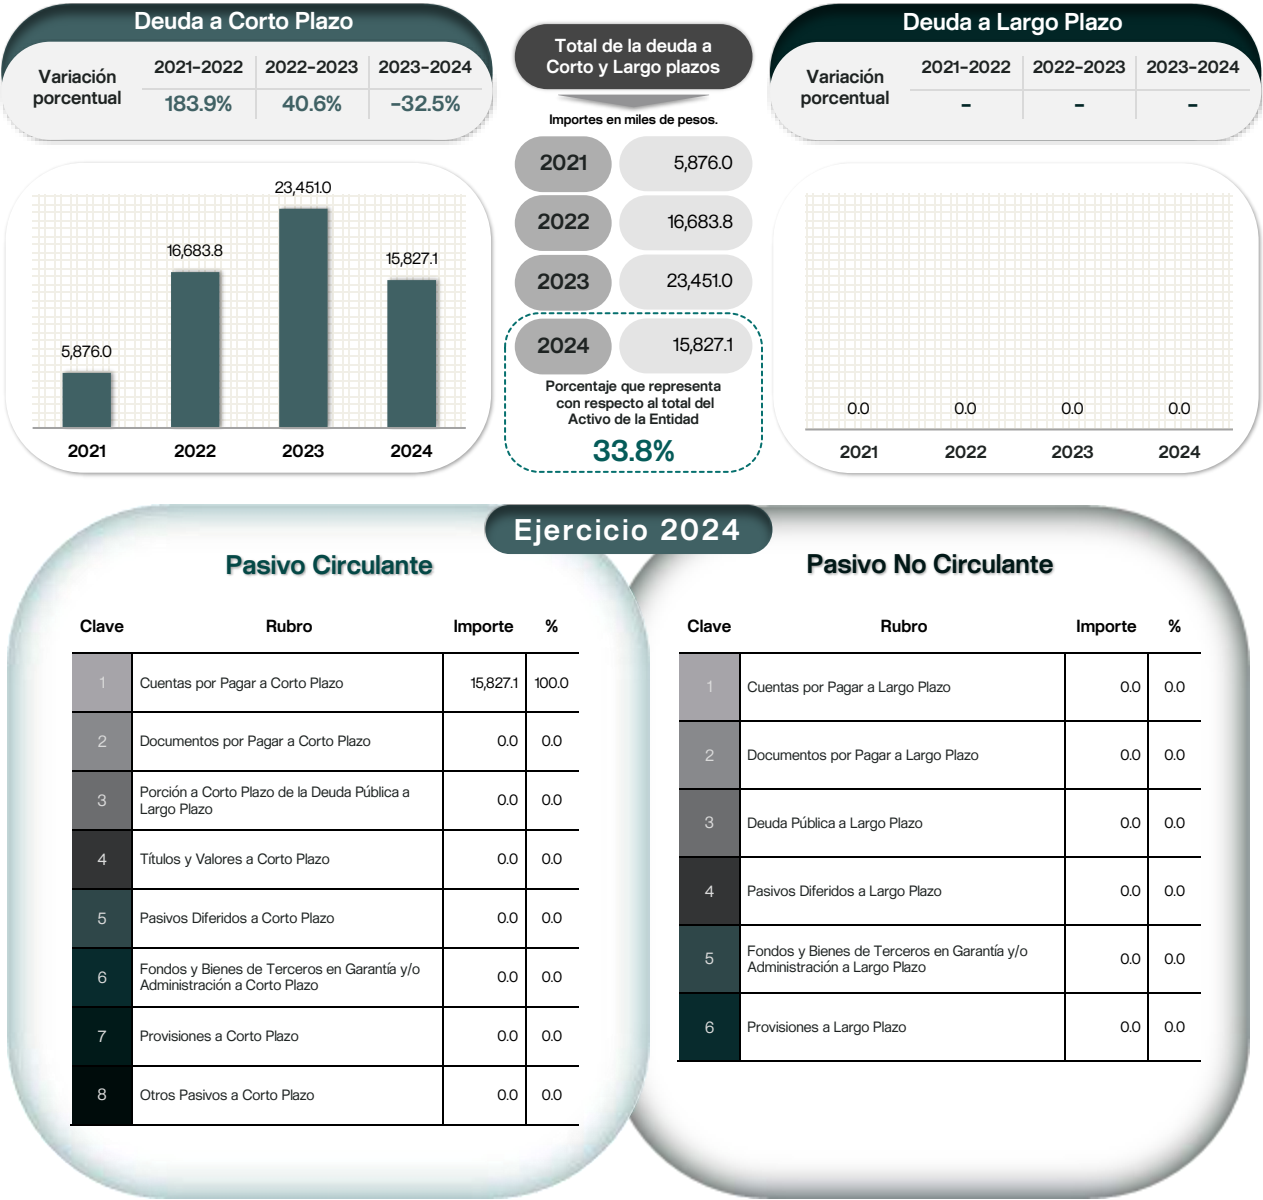 Deuda a Corto Plazo
Variación
porcentual
2021-2022 2022-2023 2023-2024
183.9% 40.6% -32.5%
23,451.0
16,683.8
15,827.1
5,876.0
2021 2022 2023 2024
Total de la deuda a
Corto y Largo plazos
Importes en miles de pesos.
2021 5,876.0
2022 16,683.8
2023 23,451.0
2024 15,827.1
Porcentaje que representa
con respecto al total del
Activo de la Entidad
33.8%
Deuda a Largo Plazo
Variación
porcentual
2021-2022 2022-2023 2023-2024
- - -
0.0 0.0 0.0 0.0
2021 2022 2023 2024
Ejercicio 2024
Pasivo Circulante
Clave Rubro Importe %
1 Cuentas por Pagar a Corto Plazo 15,827.1 100.0
2 Documentos por Pagar a Corto Plazo 0.0 0.0
3 Porción a Corto Plazo de la Deuda Pública a
Largo Plazo 0.0 0.0
4 Títulos y Valores a Corto Plazo 0.0 0.0
5 Pasivos Diferidos a Corto Plazo 0.0 0.0
6 Fondos y Bienes de Terceros en Garantía y/o
Administración a Corto Plazo 0.0 0.0
7 Provisiones a Corto Plazo 0.0 0.0
8 Otros Pasivos a Corto Plazo 0.0 0.0
Pasivo No Circulante
Clave Rubro Importe %
1 Cuentas por Pagar a Largo Plazo 0.0 0.0
2 Documentos por Pagar a Largo Plazo 0.0 0.0
3 Deuda Pública a Largo Plazo 0.0 0.0
4 Pasivos Diferidos a Largo Plazo 0.0 0.0
5 Fondos y Bienes de Terceros en Garantía y/o
Administración a Largo Plazo 0.0 0.0
6 Provisiones a Largo Plazo 0.0 0.0